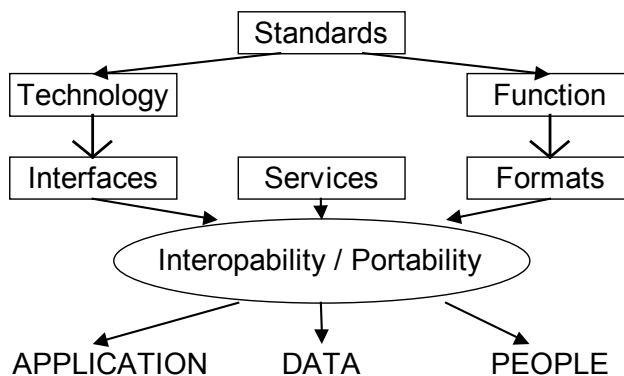 Standards
Technology
Function
Interfaces
Services
Formats
Interopability / Portability
APPLICATION
DATA
PEOPLE